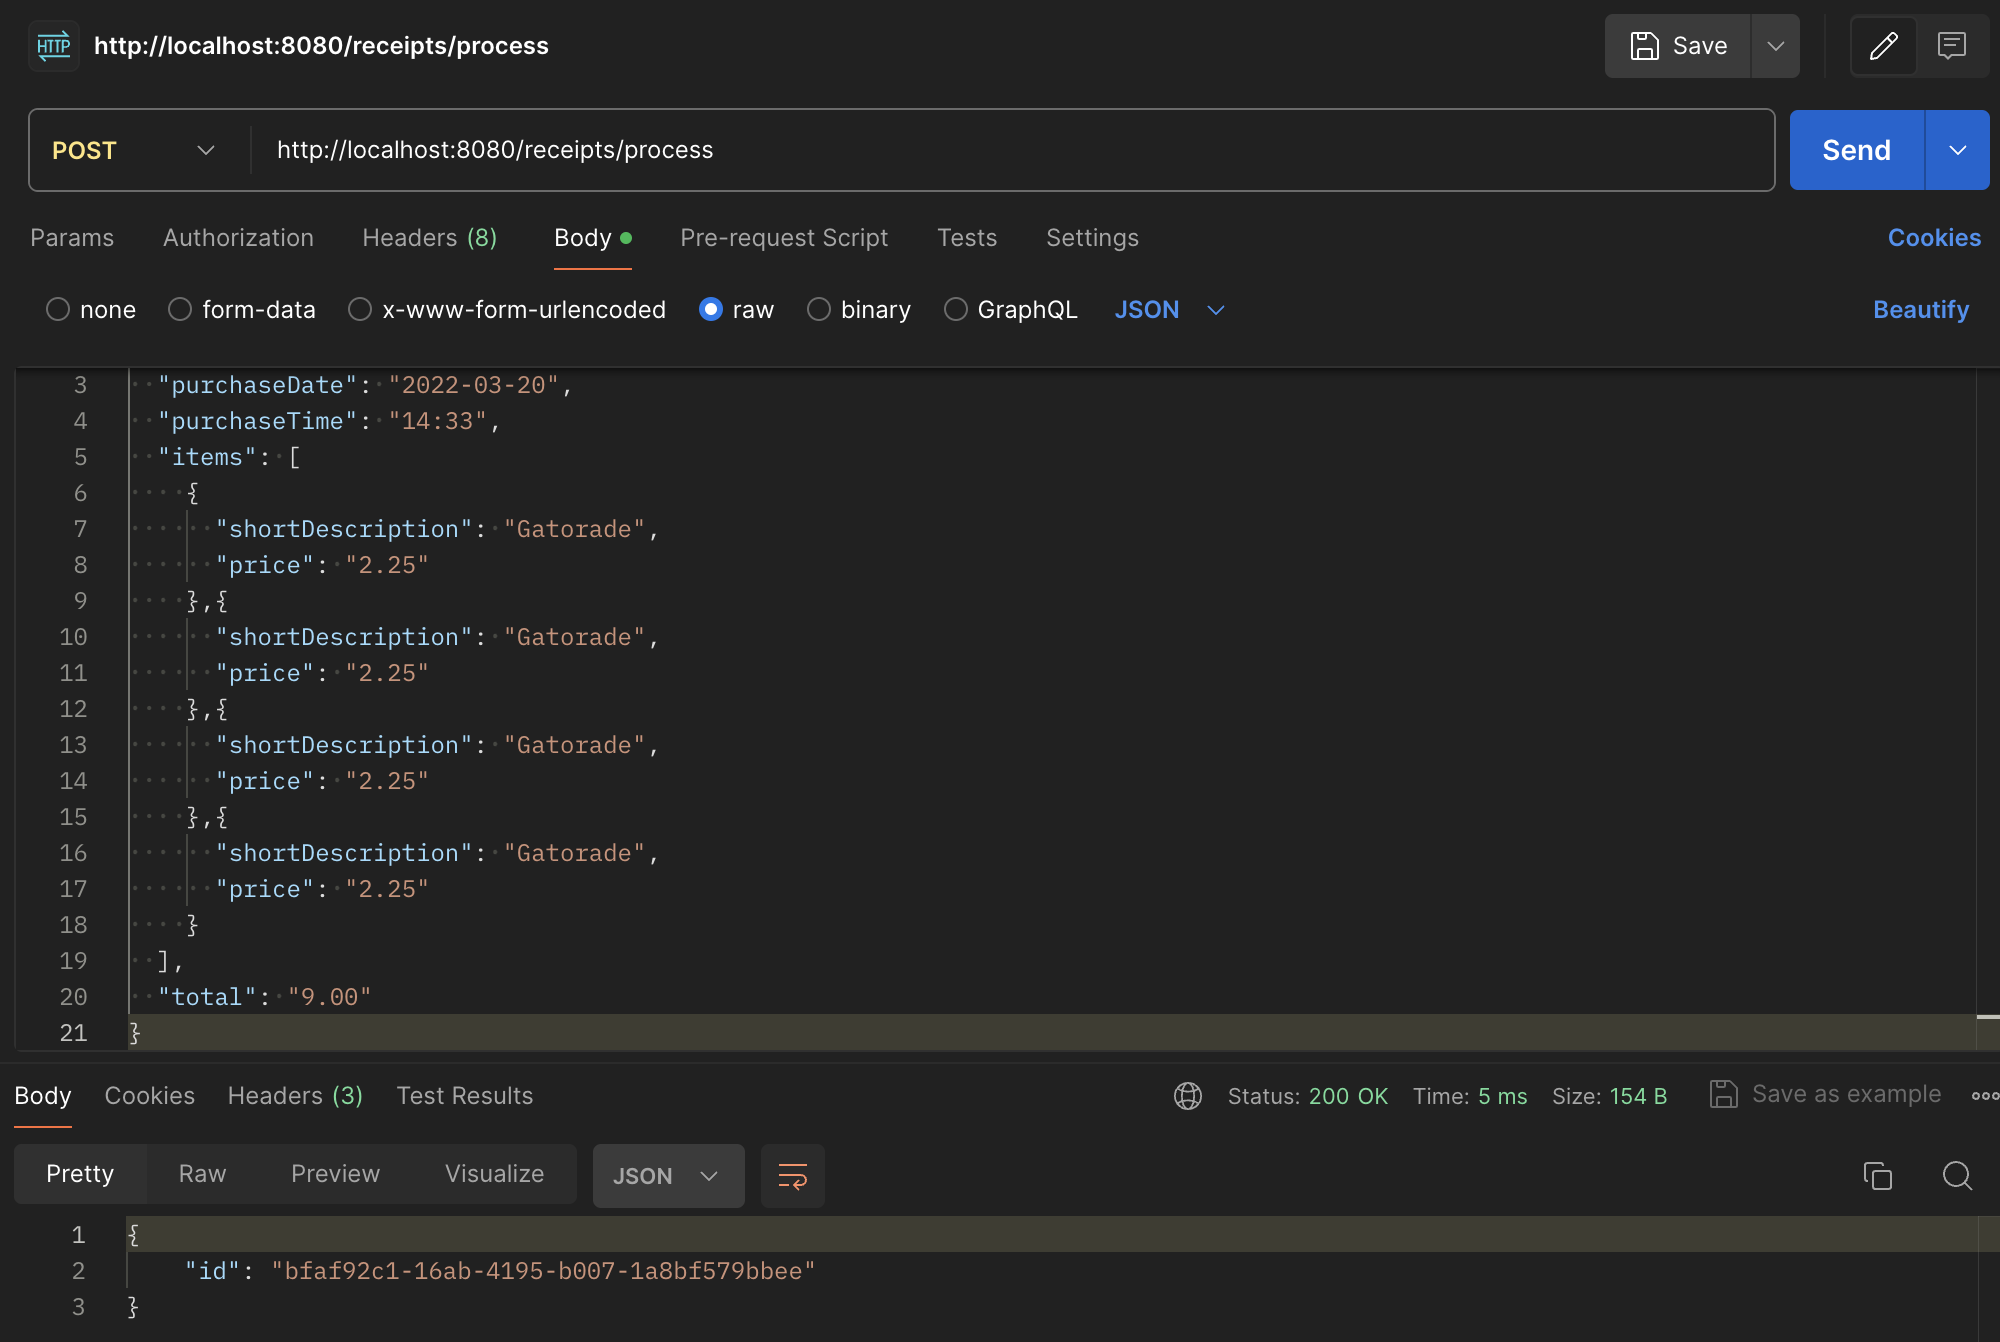 HTTP http://localhost:8080/receipts/process Save
POST http://localhost:8080/receipts/process Send
Params Authorization Headers (8) Body Pre-request Script Tests Settings Cookies
none form-data x-www-form-urlencoded raw binary GraphQL JSON Beautify
3 "purchaseDate": "2022-03-20",
4 "purchaseTime": "14:33",
5 "items": [
6 {
7 "shortDescription": "Gatorade",
8 "price": "2.25"
9 },{
10 "shortDescription": "Gatorade",
11 "price": "2.25"
12 },{
13 "shortDescription": "Gatorade",
14 "price": "2.25"
15 },{
16 "shortDescription": "Gatorade",
17 "price": "2.25"
18 }
19 ],
20 "total": "9.00"
21 }
Body Cookies Headers (3) Test Results Status: 200 OK Time: 5 ms Size: 154 B Save as example
Pretty Raw Preview Visualize JSON
1 {
2 "id": "bfaf92c1-16ab-4195-b007-1a8bf579bbee"
3 }